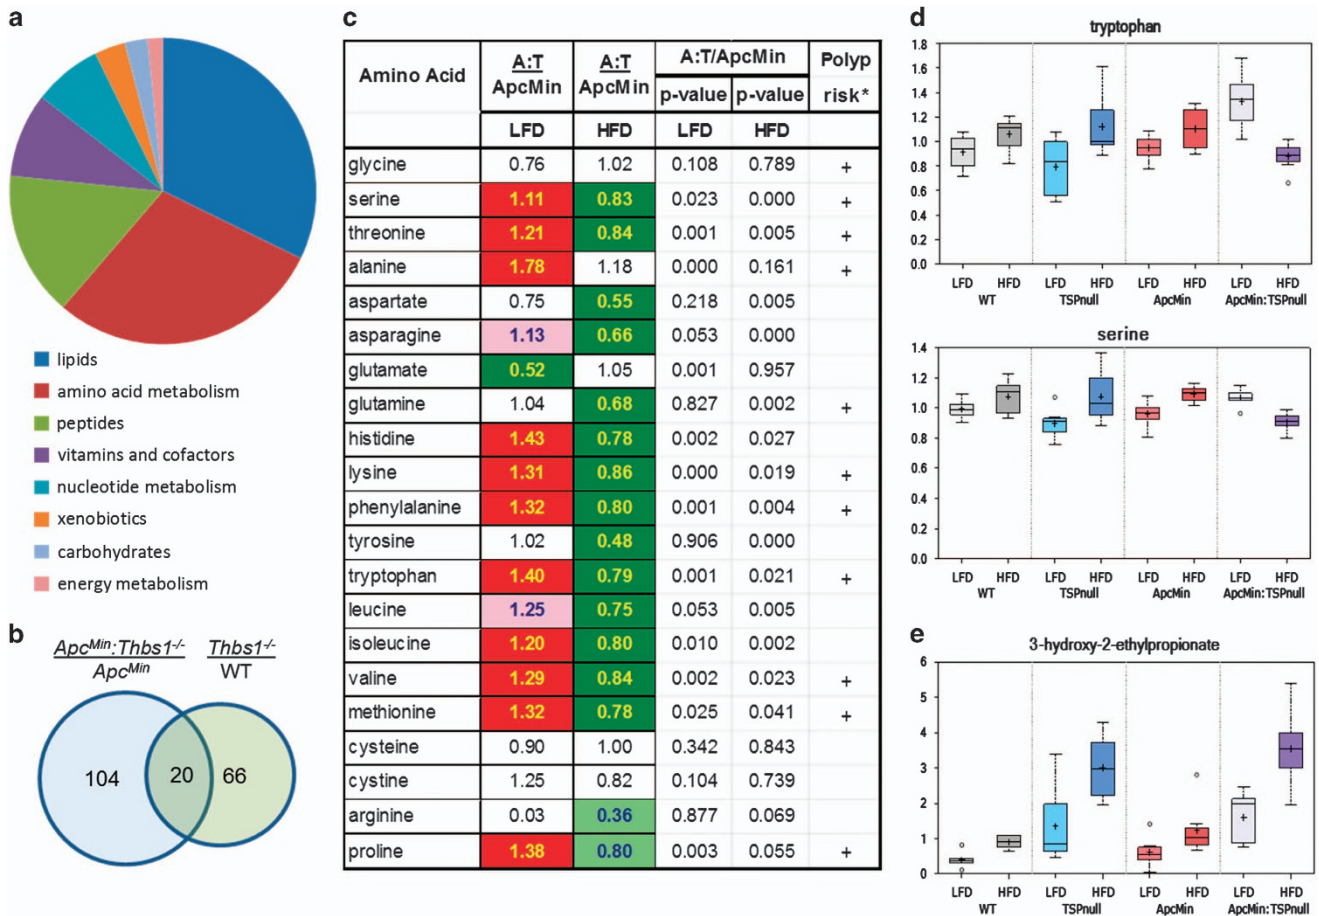 a
lipids
amino acid metabolism
peptides
vitamins and cofactors
nucleotide metabolism
xenobiotics
carbohydrates
energy metabolism
b
ApcMin:Thbs1-/- Thbs1-/-
ApcMin WT
104 20 66
c
Amino Acid A:T ApcMin A:T ApcMin A:T/ApcMin Polyp
p-value p-value risk*
LFD HFD LFD HFD
glycine 0.76 1.02 0.108 0.789 +
serine 1.11 0.83 0.023 0.000 +
threonine 1.21 0.84 0.001 0.005 +
alanine 1.78 1.18 0.000 0.161 +
aspartate 0.75 0.55 0.218 0.005
asparagine 1.13 0.66 0.053 0.000
glutamate 0.52 1.05 0.001 0.957
glutamine 1.04 0.68 0.827 0.002 +
histidine 1.43 0.78 0.002 0.027
lysine 1.31 0.86 0.000 0.019 +
phenylalanine 1.32 0.80 0.001 0.004 +
tyrosine 1.02 0.48 0.906 0.000
tryptophan 1.40 0.79 0.001 0.021 +
leucine 1.25 0.75 0.053 0.005
isoleucine 1.20 0.80 0.010 0.002
valine 1.29 0.84 0.002 0.023 +
methionine 1.32 0.78 0.025 0.041 +
cysteine 0.90 1.00 0.342 0.843
cystine 1.25 0.82 0.104 0.739
arginine 0.03 0.36 0.877 0.069
proline 1.38 0.80 0.003 0.055 +
d
tryptophan
1.8
1.6
1.4
1.2
1.0
0.8
0.6
0.4
0.2
0.0
LFD HFD LFD HFD LFD HFD LFD HFD
WT TSPnull ApcMin ApcMin:TSPnull
serine
1.4
1.2
1.0
0.8
0.6
0.4
0.2
0.0
LFD HFD LFD HFD LFD HFD LFD HFD
WT TSPnull ApcMin ApcMin:TSPnull
e
3-hydroxy-2-ethylpropionate
6
5
4
3
2
1
0
LFD HFD LFD HFD LFD HFD LFD HFD
WT TSPnull ApcMin ApcMin:TSPnull